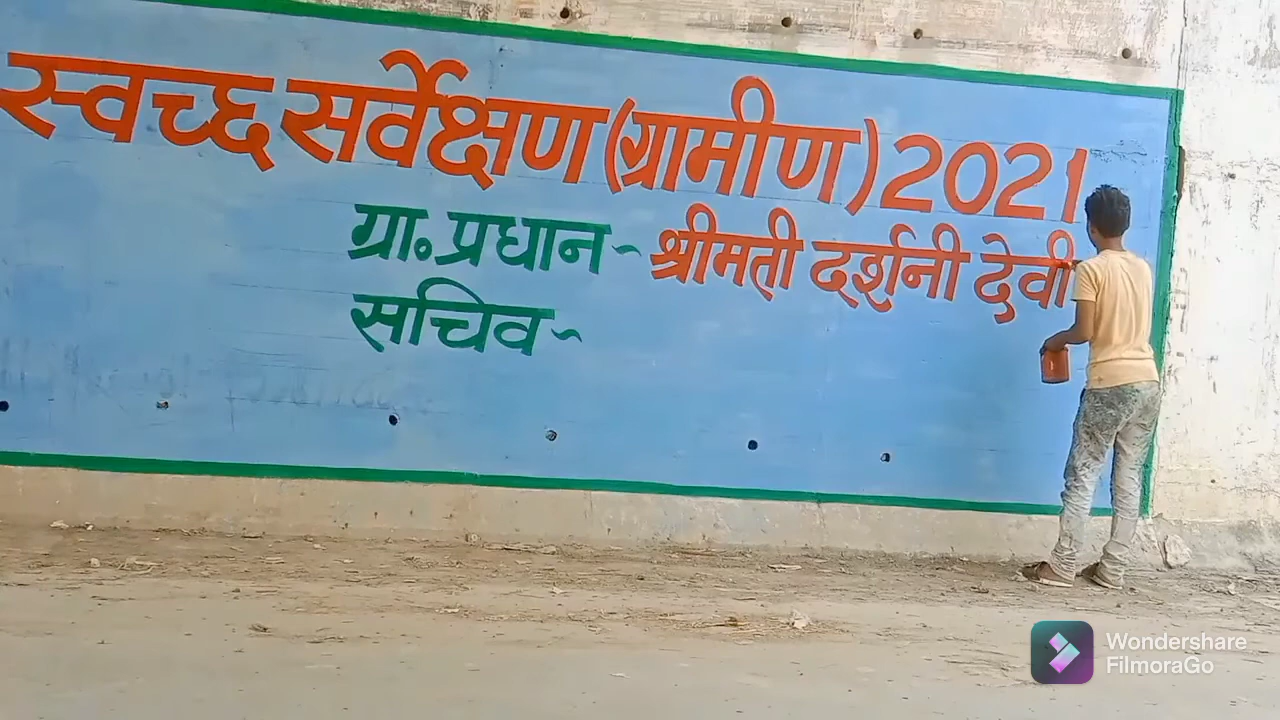 स्वच्छ सर्वेक्षण (ग्रामीण) 2021
ग्रा. प्रधान ~ श्रीमती दर्शनी देवी
सचिव ~
Wondershare
FilmoraGo